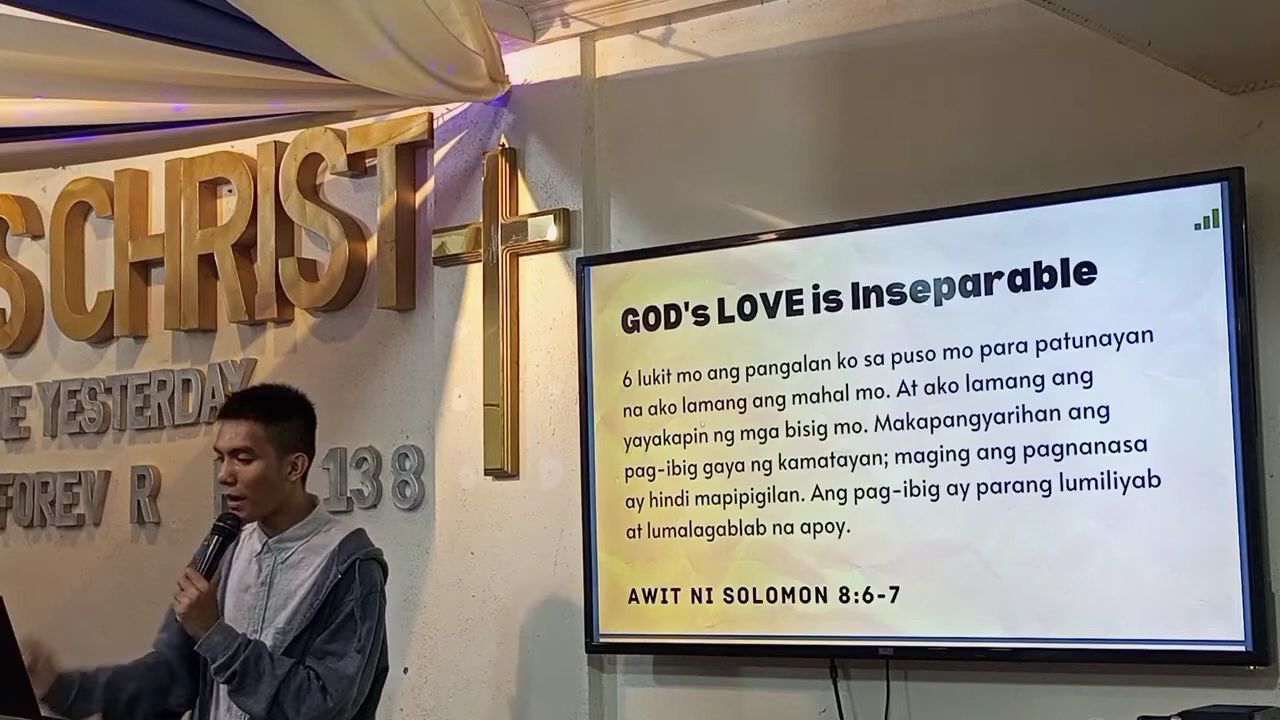 S CHRIST
E YESTERDAY
FOREV R
138
GOD's LOVE is Inseparable
6 lukit mo ang pangalan ko sa puso mo para patunayan
na ako lamang ang mahal mo. At ako lamang ang
yayakapin ng mga bisig mo. Makapangyarihan ang
pag-ibig gaya ng kamatayan; maging ang pagnanasa
ay hindi mapipigilan. Ang pag-ibig ay parang lumiliyab
at lumalagablab na apoy.
AWIT NI SOLOMON 8:6-7